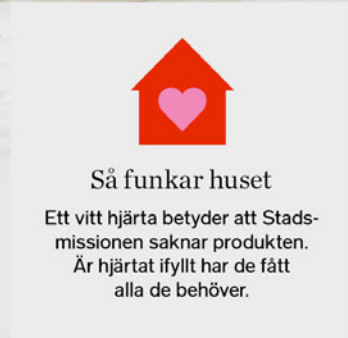 Så funkar huset
Ett vitt hjärta betyder att Stads-
missionen saknar produkten.
Är hjärtat ifyllt har de fått
alla de behöver.